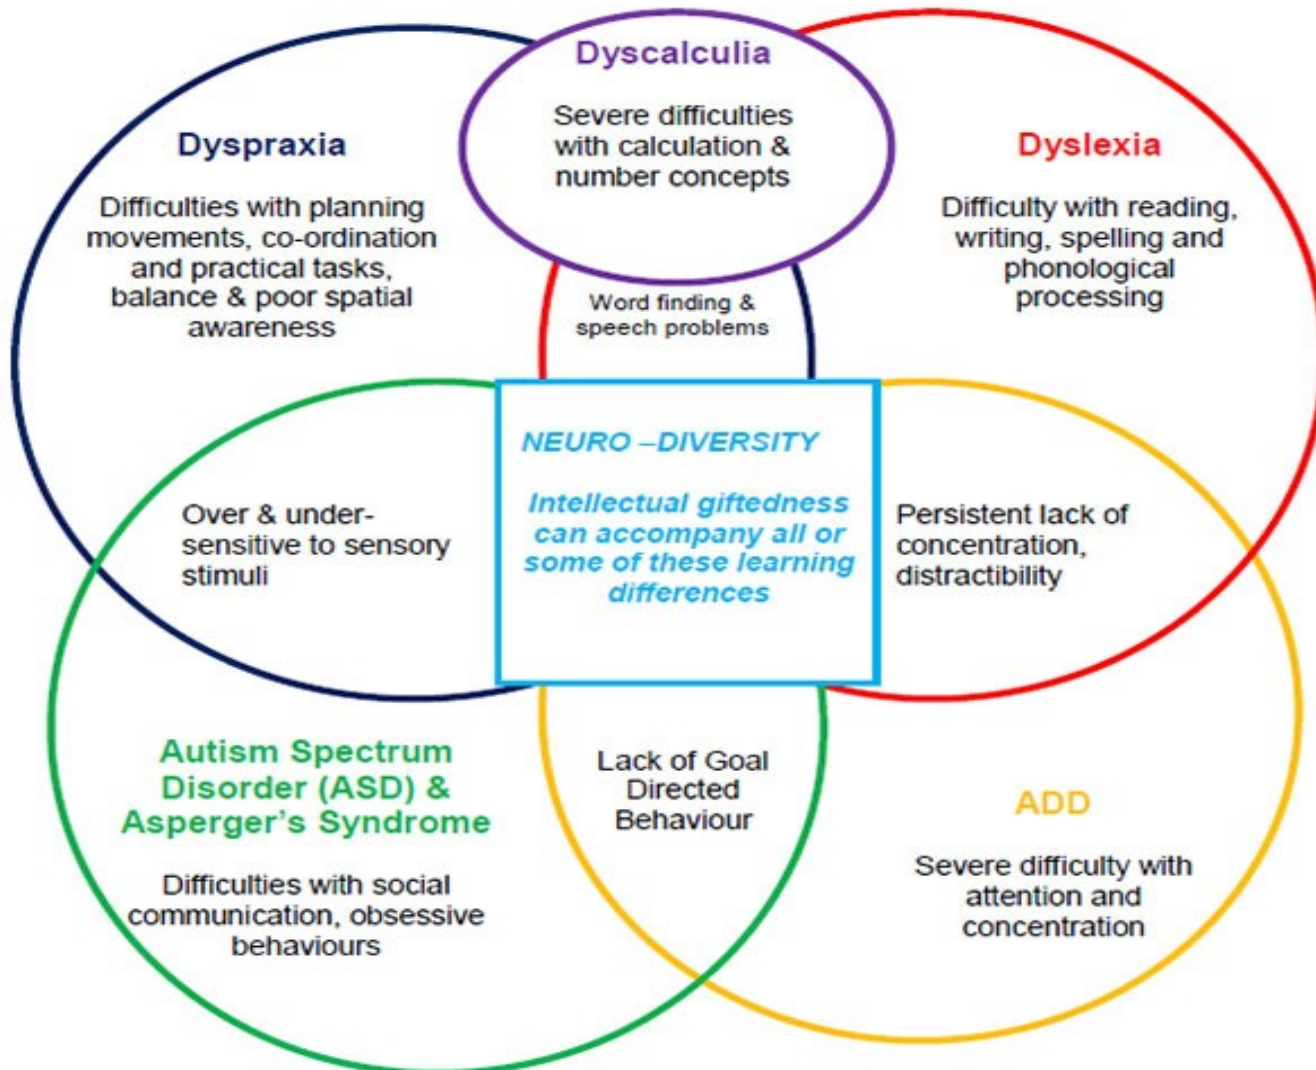 Dyscalculia
Severe difficulties
with calculation &
number concepts
Dyspraxia
Difficulties with planning
movements, co-ordination
and practical tasks,
balance & poor spatial
awareness
Dyslexia
Difficulty with reading,
writing, spelling and
phonological
processing
Word finding &
speech problems
NEURO –DIVERSITY
Intellectual giftedness
can accompany all or
some of these learning
differences
Over & under-
sensitive to sensory
stimuli
Persistent lack of
concentration,
distractibility
Autism Spectrum
Disorder (ASD) &
Asperger's Syndrome
Difficulties with social
communication, obsessive
behaviours
Lack of Goal
Directed
Behaviour
ADD
Severe difficulty with
attention and
concentration